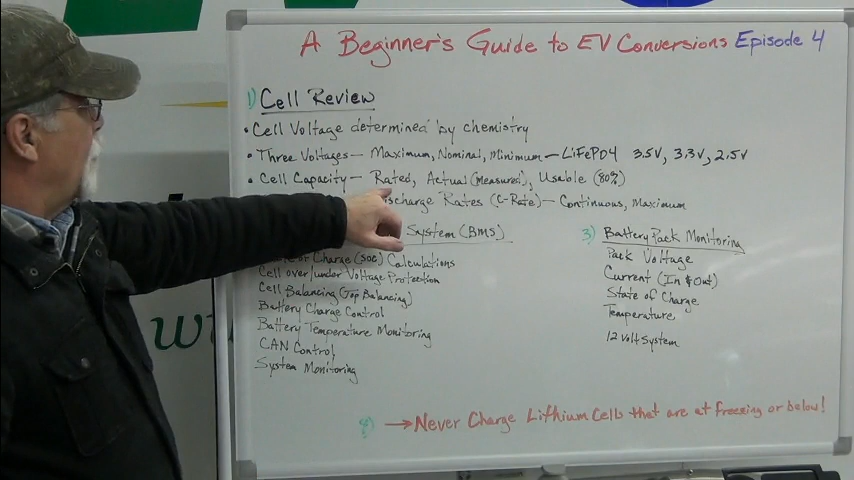 A Beginner's Guide to EV Conversions Episode 4
1) Cell Review
• Cell Voltage determined by chemistry
• Three Voltages — Maximum, Nominal, Minimum — LiFePO4 3.5V, 3.3V, 2.5V
• Cell Capacity — Rated, Actual (Measured), Usable (80%)
Discharge Rates (C-Rate) — Continuous, Maximum
System (BMS)
of Charge (SOC) Calculations
Cell over/under Voltage Protection
Cell Balancing (Top Balancing)
Battery Charge Control
Battery Temperature Monitoring
CAN Control
System Monitoring
3) Battery Pack Monitoring
Pack Voltage
Current (In & Out)
State of Charge
Temperature
12 Volt System
→ Never Charge Lithium Cells that are at freezing or below!